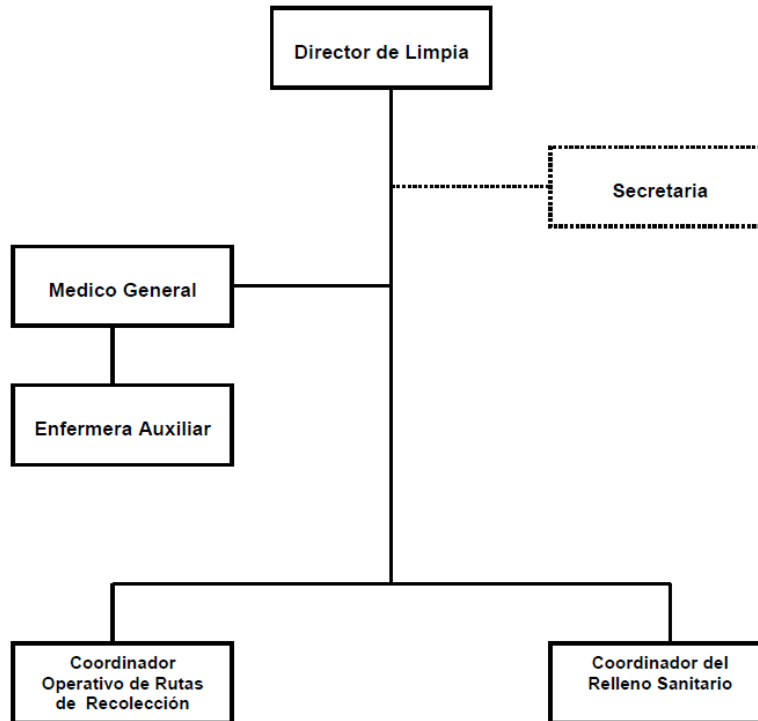 Director de Limpia
Secretaria
Medico General
Enfermera Auxiliar
Coordinador
Operativo de Rutas
de Recolección
Coordinador del
Relleno Sanitario